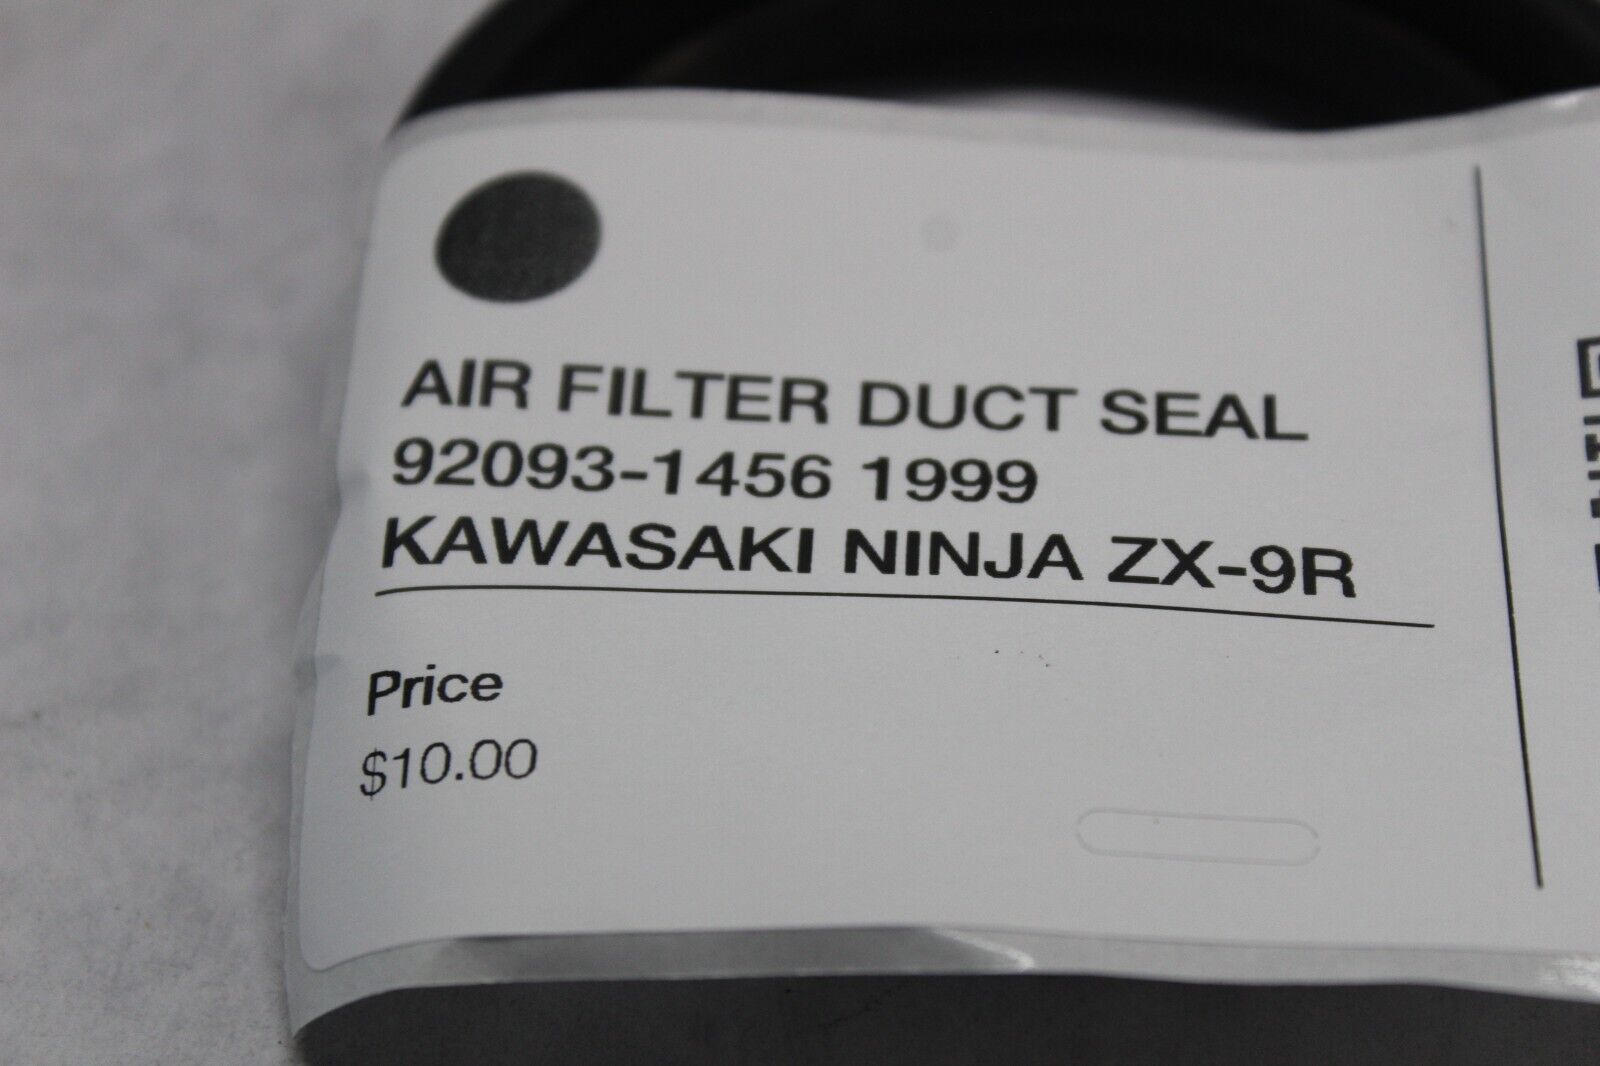 AIR FILTER DUCT SEAL
92093-1456 1999
KAWASAKI NINJA ZX-9R
Price
$10.00